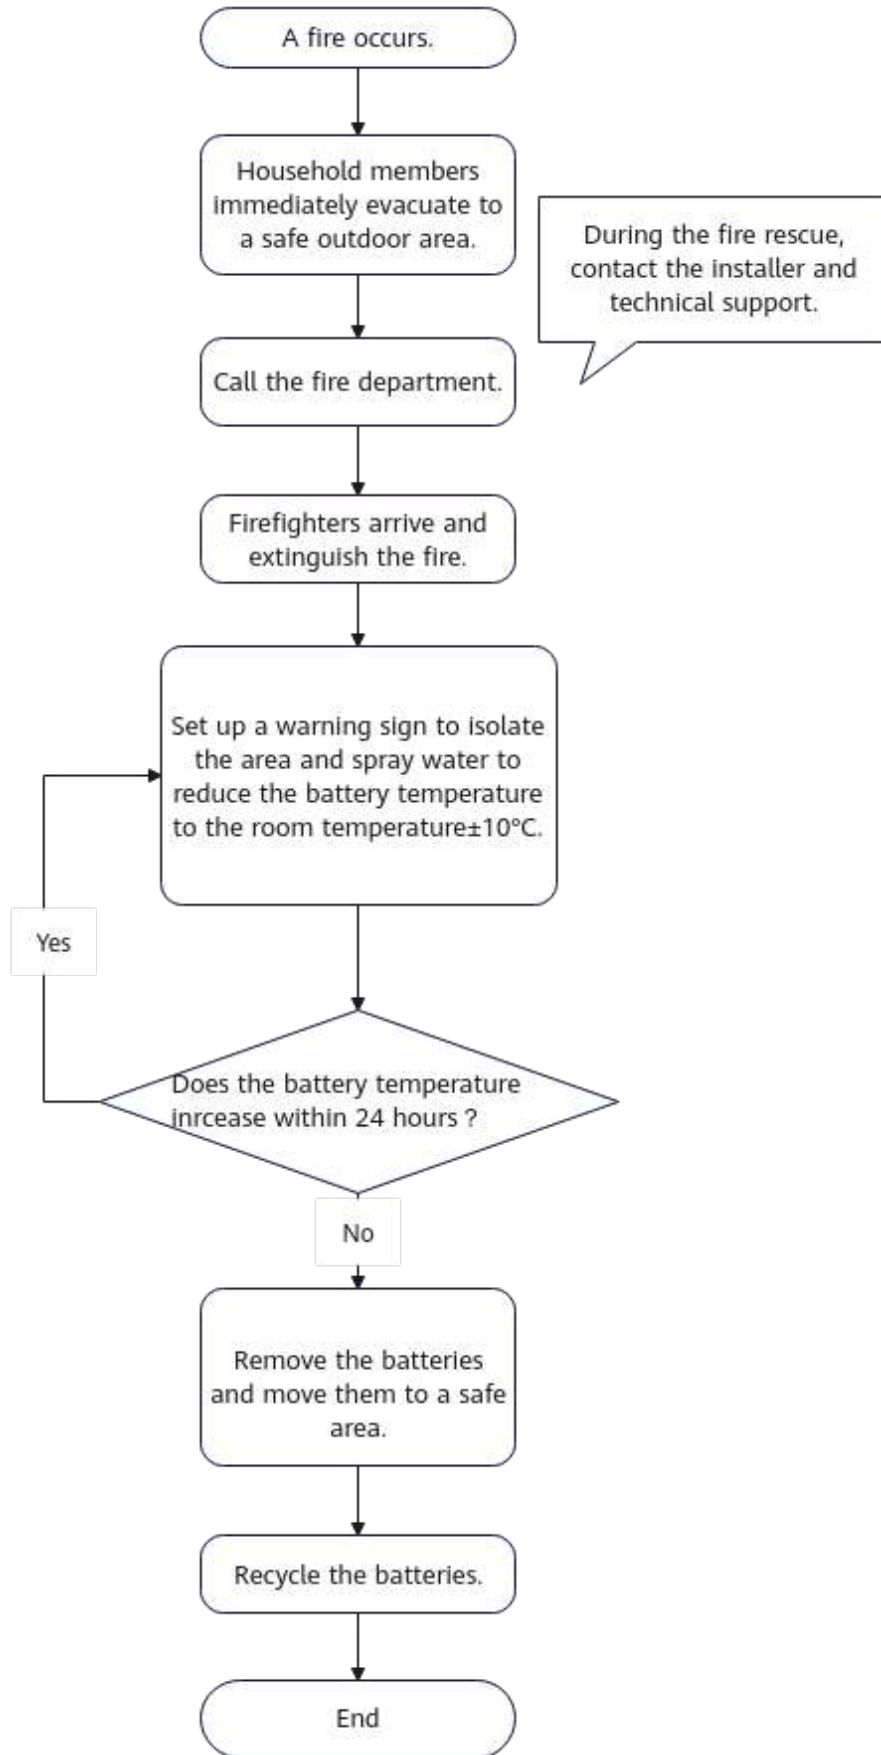 A fire occurs.
Household members
immediately evacuate to
a safe outdoor area.
During the fire rescue,
contact the installer and
technical support.
Call the fire department.
Firefighters arrive and
extinguish the fire.
Set up a warning sign to isolate
the area and spray water to
reduce the battery temperature
to the room temperature±10°C.
Yes
Does the battery temperature
inrcease within 24 hours？
No
Remove the batteries
and move them to a safe
area.
Recycle the batteries.
End